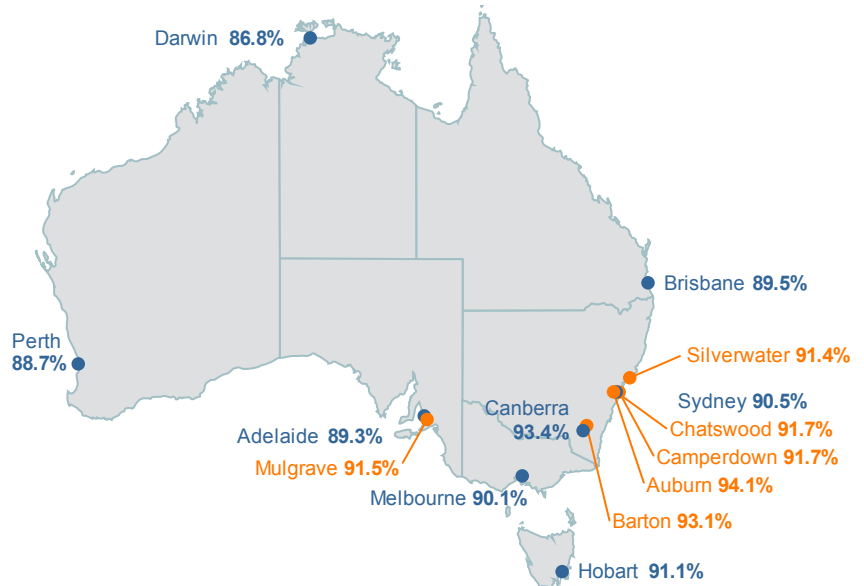 Darwin 86.8%
Brisbane 89.5%
Perth
88.7%
Silverwater 91.4%
Sydney 90.5%
Canberra
93.4%
Chatswood 91.7%
Adelaide 89.3%
Camperdown 91.7%
Mulgrave 91.5%
Auburn 94.1%
Melbourne 90.1%
Barton 93.1%
Hobart 91.1%